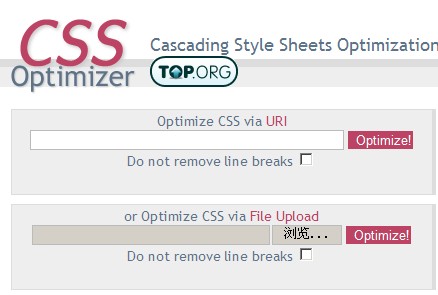 CSS
Optimizer
Cascading Style Sheets Optimization
TOP.ORG
Optimize CSS via URI
Optimize!
Do not remove line breaks
or Optimize CSS via File Upload
浏览... Optimize!
Do not remove line breaks